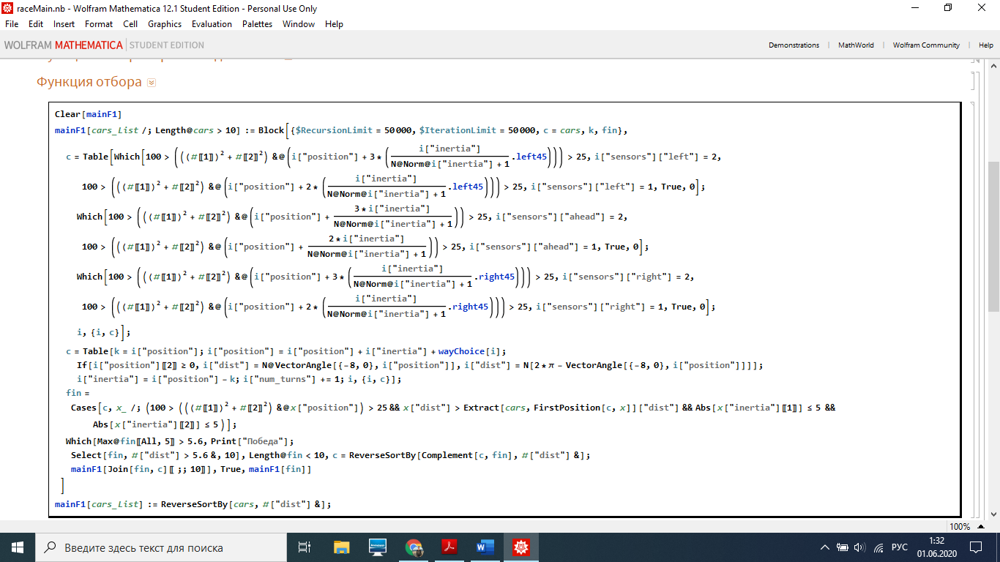 raceMain.nb - Wolfram Mathematica 12.1 Student Edition - Personal Use Only
File Edit Insert Format Cell Graphics Evaluation Palettes Window Help
WOLFRAM MATHEMATICA | STUDENT EDITION Demonstrations | MathWorld | Wolfram Community | Help
Функция отбора
Clear[mainF1]
mainF1[cars_List /; Length@cars > 10] := Block[{$RecursionLimit = 50000, $IterationLimit = 50000, c = cars, k, fin},
c = Table[Which[100 > (((#⟦1⟧)² + #⟦2⟧²) &@(i["position"] + 3*(i["inertia"]/(N@Norm@i["inertia"] + 1).left45))) > 25, i["sensors"]["left"] = 2,
100 > (((#⟦1⟧)² + #⟦2⟧²) &@(i["position"] + 2*(i["inertia"]/(N@Norm@i["inertia"] + 1).left45))) > 25, i["sensors"]["left"] = 1, True, 0];
Which[100 > (((#⟦1⟧)² + #⟦2⟧²) &@(i["position"] + 3*i["inertia"]/(N@Norm@i["inertia"] + 1))) > 25, i["sensors"]["ahead"] = 2,
100 > (((#⟦1⟧)² + #⟦2⟧²) &@(i["position"] + 2*i["inertia"]/(N@Norm@i["inertia"] + 1))) > 25, i["sensors"]["ahead"] = 1, True, 0];
Which[100 > (((#⟦1⟧)² + #⟦2⟧²) &@(i["position"] + 3*(i["inertia"]/(N@Norm@i["inertia"] + 1).right45))) > 25, i["sensors"]["right"] = 2,
100 > (((#⟦1⟧)² + #⟦2⟧²) &@(i["position"] + 2*(i["inertia"]/(N@Norm@i["inertia"] + 1).right45))) > 25, i["sensors"]["right"] = 1, True, 0];
i, {i, c}];
c = Table[k = i["position"]; i["position"] = i["position"] + i["inertia"] + wayChoice[i];
If[i["position"]⟦2⟧ ≥ 0, i["dist"] = N@VectorAngle[{-8, 0}, i["position"]], i["dist"] = N[2*π - VectorAngle[{-8, 0}, i["position"]]]];
i["inertia"] = i["position"] - k; i["num_turns"] += 1; i, {i, c}];
fin =
Cases[c, x_ /; (100 > (((#⟦1⟧)² + #⟦2⟧²) &@x["position"]) > 25 && x["dist"] > Extract[cars, FirstPosition[c, x]]["dist"] && Abs[x["inertia"]⟦1⟧] ≤ 5 &&
Abs[x["inertia"]⟦2⟧] ≤ 5)];
Which[Max@fin⟦All, 5⟧ > 5.6, Print["Победа"];
Select[fin, #["dist"] > 5.6 &, 10], Length@fin < 10, c = ReverseSortBy[Complement[c, fin], #["dist"] &];
mainF1[Join[fin, c]⟦ ;; 10⟧], True, mainF1[fin]]
]
mainF1[cars_List] := ReverseSortBy[cars, #["dist"] &];
100%
Введите здесь текст для поиска
РУС
1:32
01.06.2020